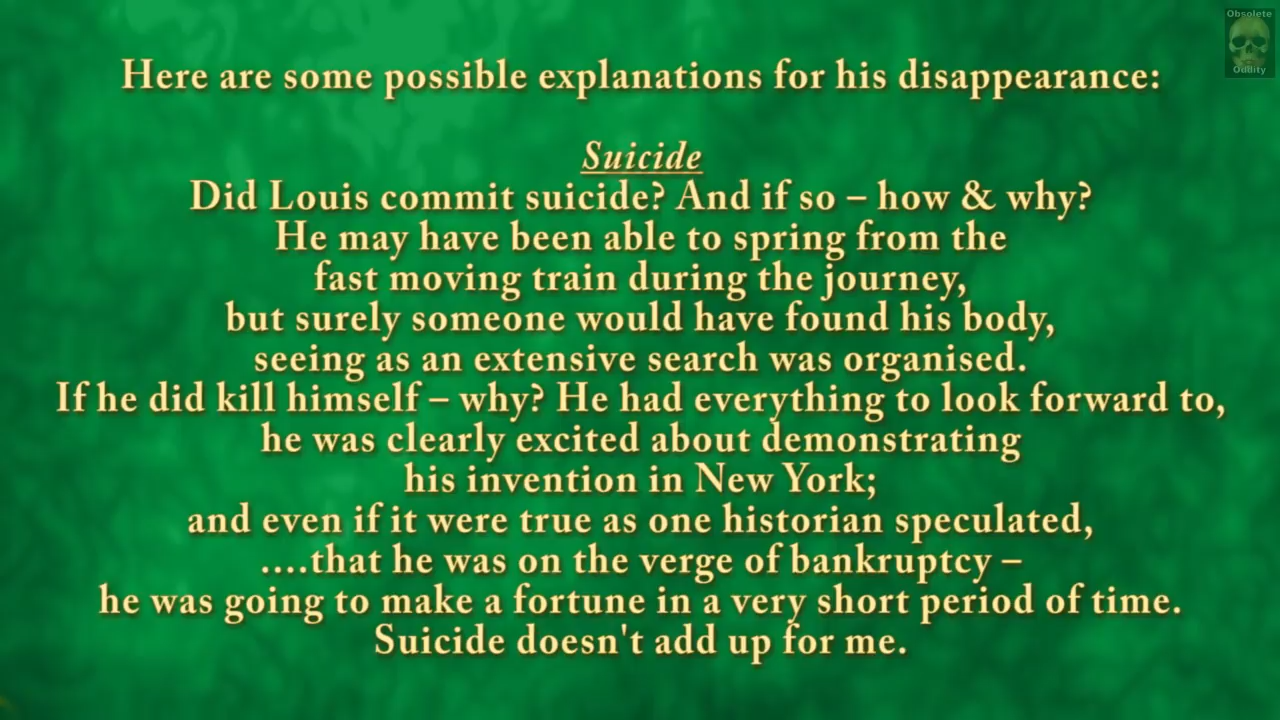 Obsolete
Oddity
Here are some possible explanations for his disappearance:
Suicide
Did Louis commit suicide? And if so – how & why?
He may have been able to spring from the
fast moving train during the journey,
but surely someone would have found his body,
seeing as an extensive search was organised.
If he did kill himself – why? He had everything to look forward to,
he was clearly excited about demonstrating
his invention in New York;
and even if it were true as one historian speculated,
....that he was on the verge of bankruptcy –
he was going to make a fortune in a very short period of time.
Suicide doesn't add up for me.